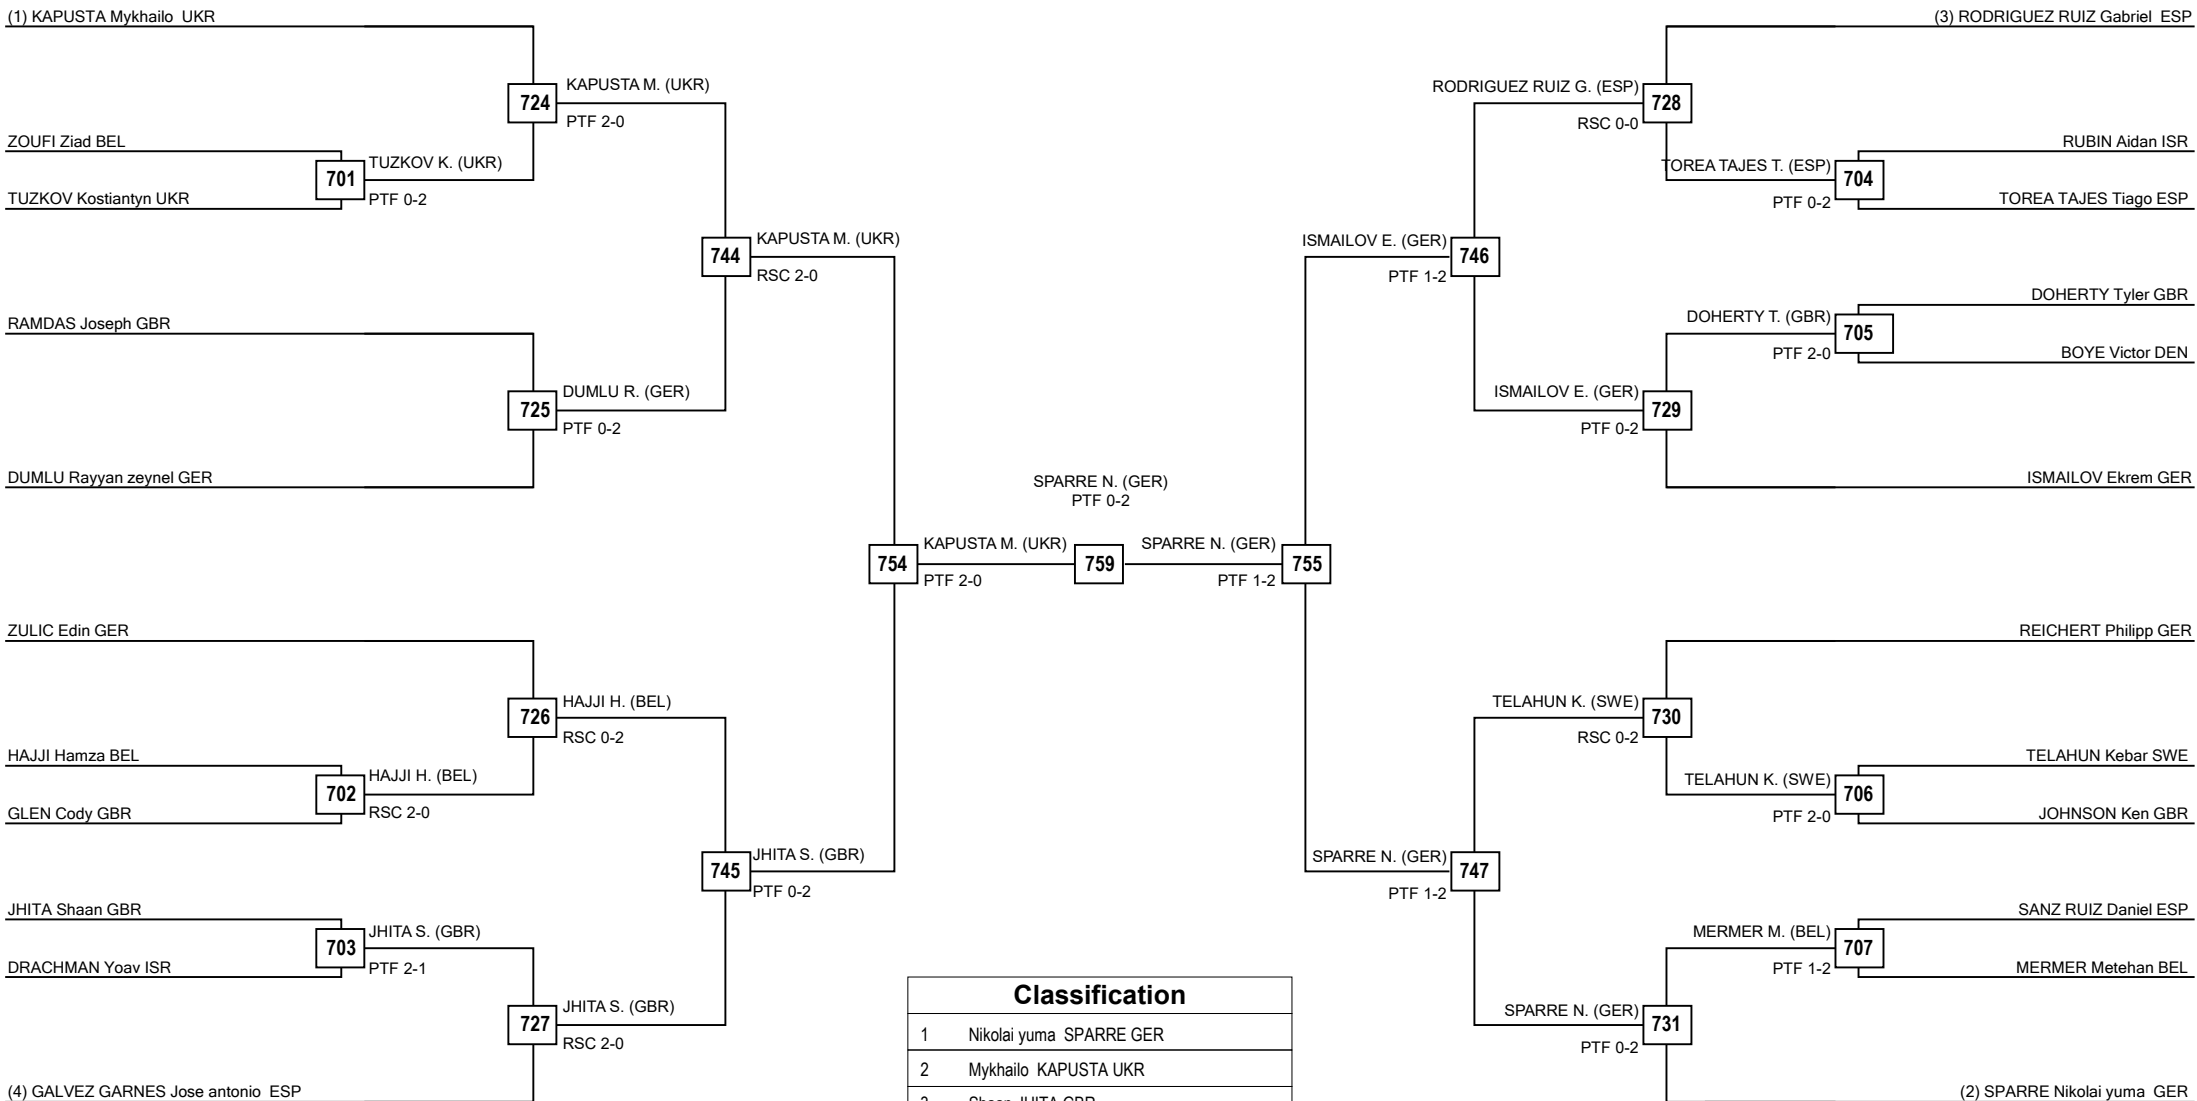 (1) KAPUSTA Mykhailo UKR
ZOUFI Ziad BEL
TUZKOV Kostiantyn UKR
RAMDAS Joseph GBR
DUMLU Rayyan zeynel GER
ZULIC Edin GER
HAJJI Hamza BEL
GLEN Cody GBR
JHITA Shaan GBR
DRACHMAN Yoav ISR
(4) GALVEZ GARNES Jose antonio ESP
701
TUZKOV K. (UKR)
PTF 0-2
702
HAJJI H. (BEL)
RSC 2-0
703
JHITA S. (GBR)
PTF 2-1
724
KAPUSTA M. (UKR)
PTF 2-0
725
DUMLU R. (GER)
PTF 0-2
726
HAJJI H. (BEL)
RSC 0-2
727
JHITA S. (GBR)
RSC 2-0
744
KAPUSTA M. (UKR)
RSC 2-0
745
JHITA S. (GBR)
PTF 0-2
754
KAPUSTA M. (UKR)
PTF 2-0
SPARRE N. (GER)
PTF 0-2
759
SPARRE N. (GER)
PTF 1-2
755
ISMAILOV E. (GER)
PTF 1-2
746
SPARRE N. (GER)
PTF 1-2
747
RODRIGUEZ RUIZ G. (ESP)
RSC 0-0
728
ISMAILOV E. (GER)
PTF 0-2
729
TELAHUN K. (SWE)
RSC 0-2
730
SPARRE N. (GER)
PTF 0-2
731
TOREA TAJES T. (ESP)
PTF 0-2
704
DOHERTY T. (GBR)
PTF 2-0
705
TELAHUN K. (SWE)
PTF 2-0
706
MERMER M. (BEL)
PTF 1-2
707
(3) RODRIGUEZ RUIZ Gabriel ESP
RUBIN Aidan ISR
TOREA TAJES Tiago ESP
DOHERTY Tyler GBR
BOYE Victor DEN
ISMAILOV Ekrem GER
REICHERT Philipp GER
TELAHUN Kebar SWE
JOHNSON Ken GBR
SANZ RUIZ Daniel ESP
MERMER Metehan BEL
(2) SPARRE Nikolai yuma GER
Classification
1 Nikolai yuma SPARRE GER
2 Mykhailo KAPUSTA UKR
3 Shaan JHITA GBR